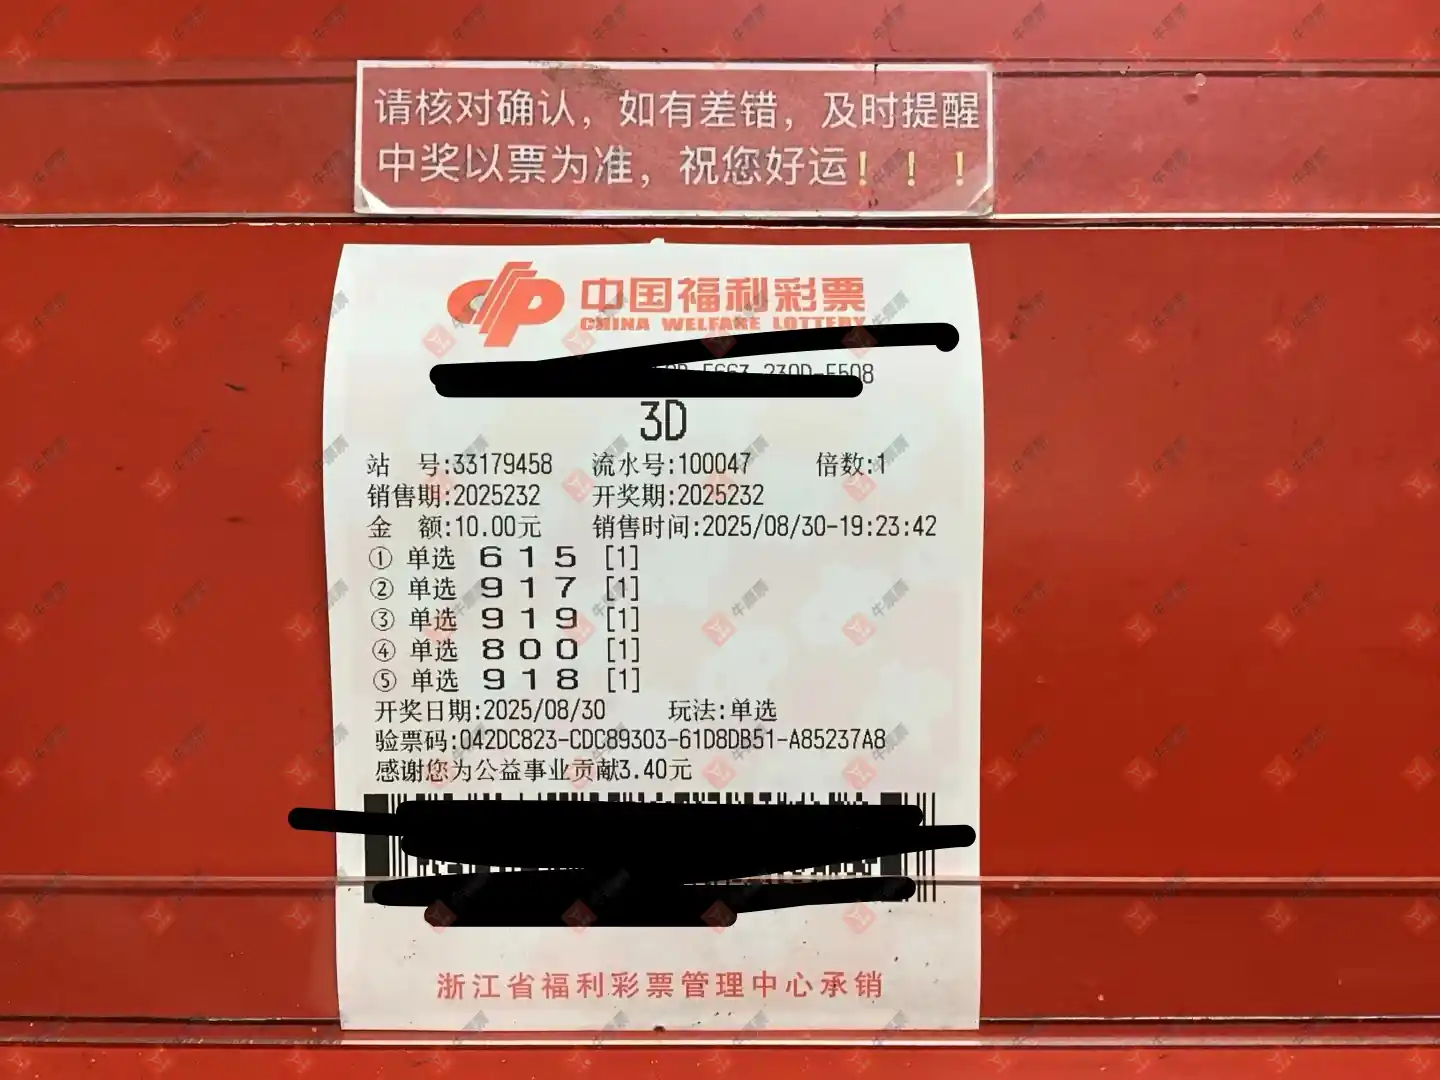 请核对确认，如有差错，及时提醒
中奖以票为准，祝您好运！！！
中国福利彩票
CHINA WELFARE LOTTERY
230D-F508
3D
站 号:33179458 流水号:100047 倍数:1
销售期:2025232 开奖期:2025232
金 额:10.00元 销售时间:2025/08/30-19:23:42
① 单选 6 1 5 [1]
② 单选 9 1 7 [1]
③ 单选 9 1 9 [1]
④ 单选 8 0 0 [1]
⑤ 单选 9 1 8 [1]
开奖日期:2025/08/30 玩法:单选
验票码:042DC823-CDC89303-61D8DB51-A85237A8
感谢您为公益事业贡献3.40元
浙江省福利彩票管理中心承销